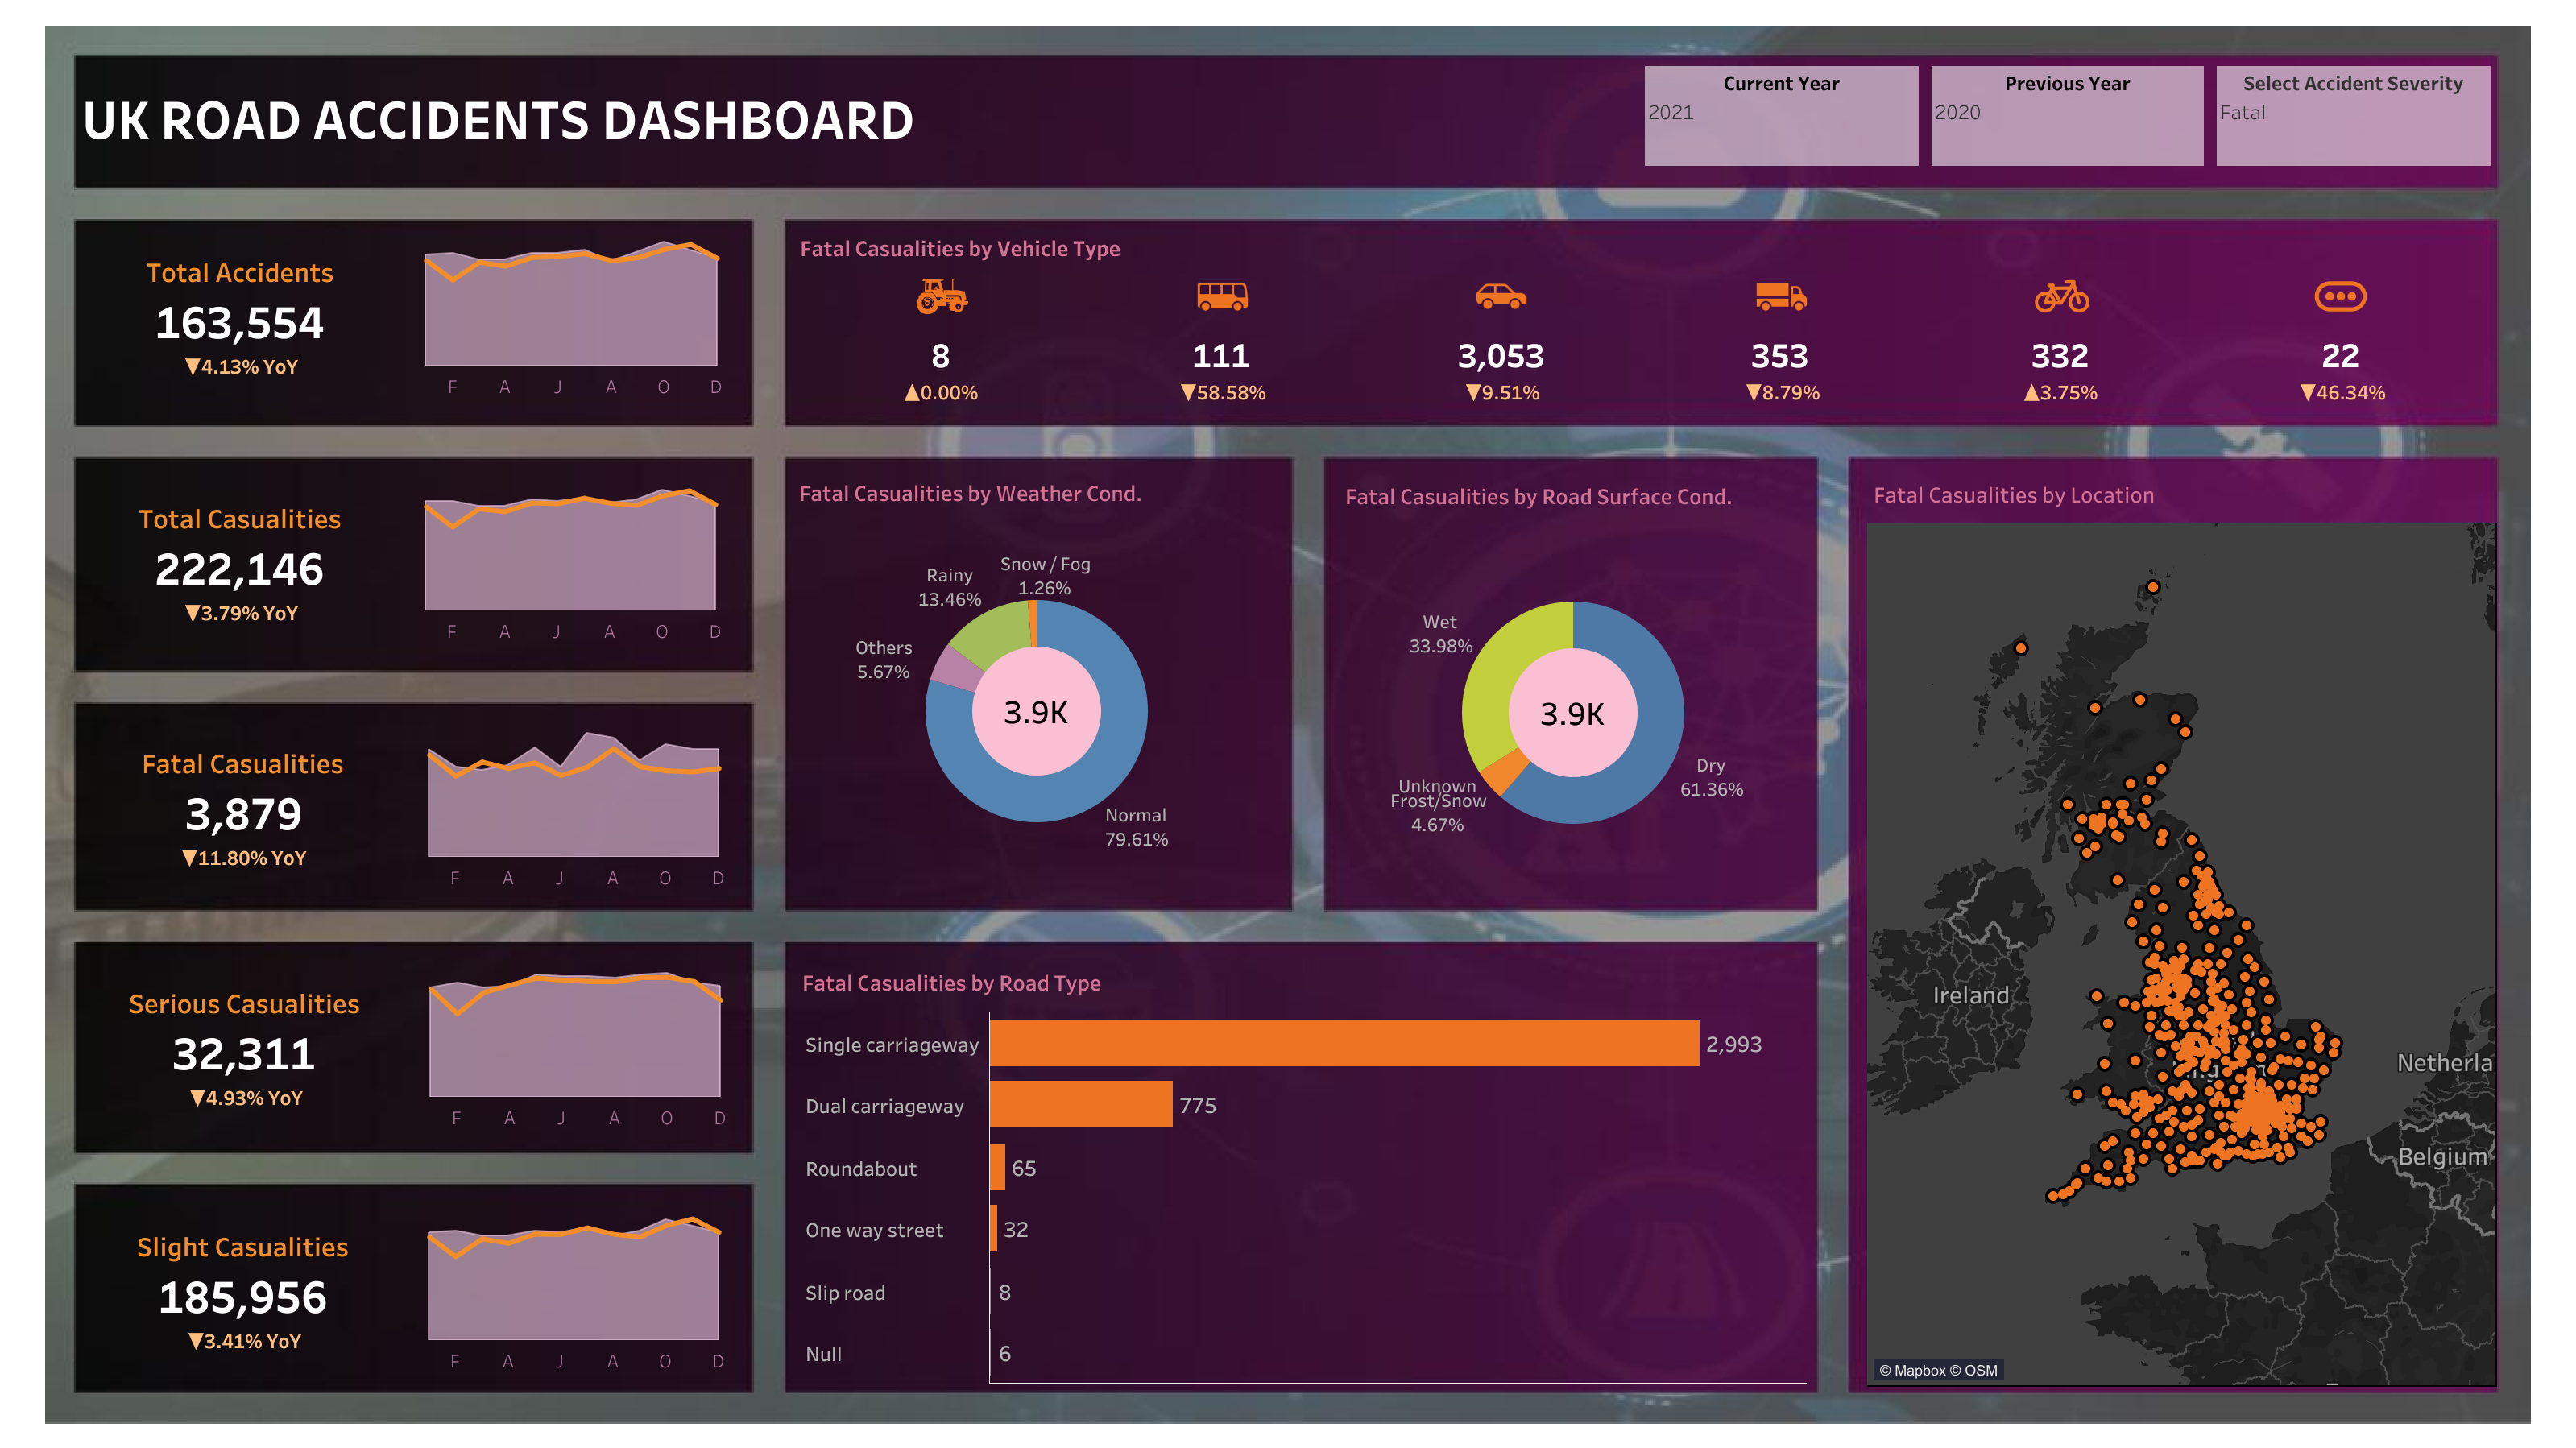 UK ROAD ACCIDENTS DASHBOARD
Current Year
2021
Previous Year
2020
Select Accident Severity
Fatal
Total Accidents
163,554
▼4.13% YoY
F A J A O D
Total Casualities
222,146
▼3.79% YoY
F A J A O D
Fatal Casualities
3,879
▼11.80% YoY
F A J A O D
Serious Casualities
32,311
▼4.93% YoY
F A J A O D
Slight Casualities
185,956
▼3.41% YoY
F A J A O D
Fatal Casualities by Vehicle Type
8 111 3,053 353 332 22
▲0.00% ▼58.58% ▼9.51% ▼8.79% ▲3.75% ▼46.34%
Fatal Casualities by Weather Cond.
Snow / Fog
1.26%
Rainy
13.46%
Others
5.67%
3.9K
Normal
79.61%
Fatal Casualities by Road Surface Cond.
Wet
33.98%
3.9K
Dry
61.36%
Unknown
Frost/Snow
4.67%
Fatal Casualities by Road Type
Single carriageway 2,993
Dual carriageway 775
Roundabout 65
One way street 32
Slip road 8
Null 6
Fatal Casualities by Location
Ireland
Netherla
Belgium
© Mapbox © OSM